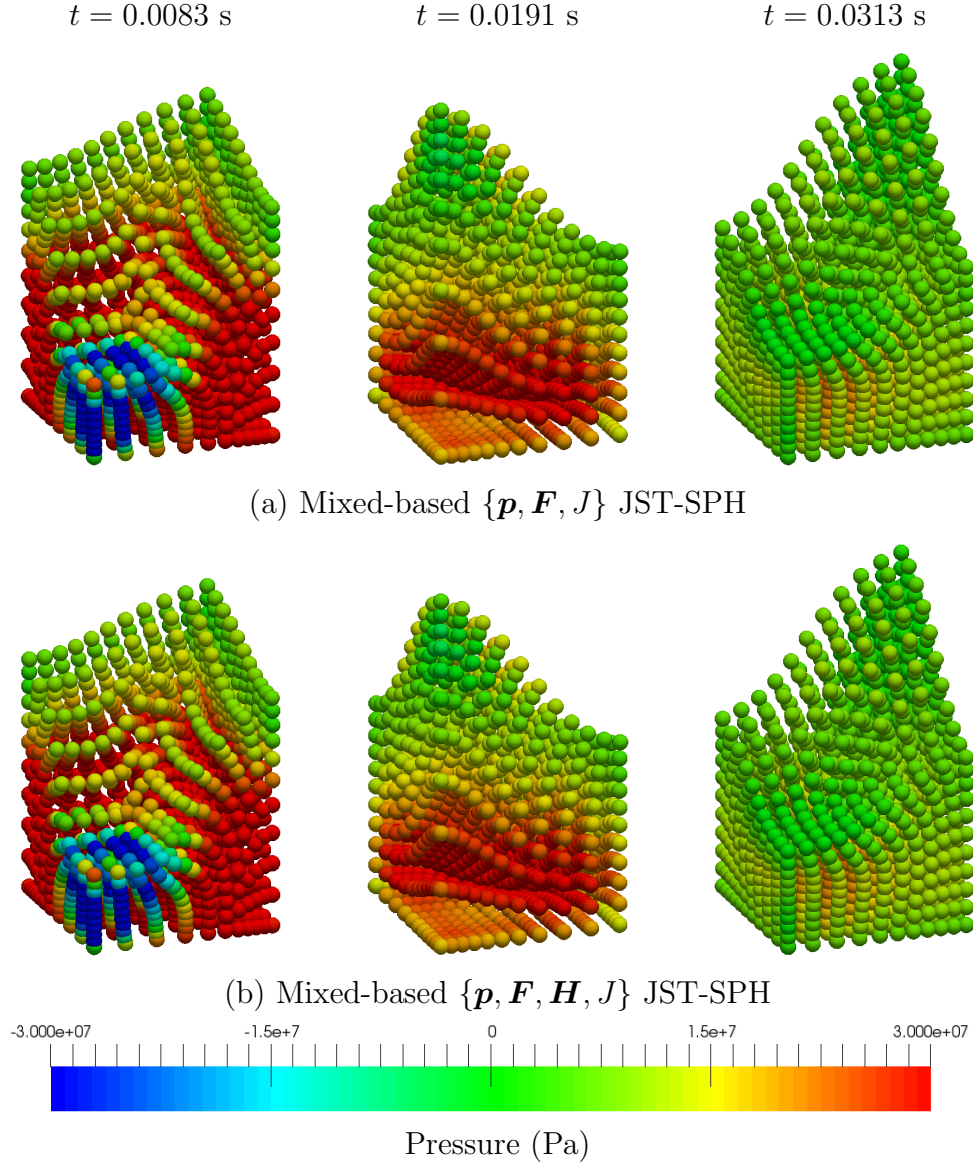 t = 0.0083 s t = 0.0191 s t = 0.0313 s
(a) Mixed-based {p, F, J} JST-SPH
(b) Mixed-based {p, F, H, J} JST-SPH
-3.000e+07 -1.5e+7 0 1.5e+7 3.000e+07
Pressure (Pa)